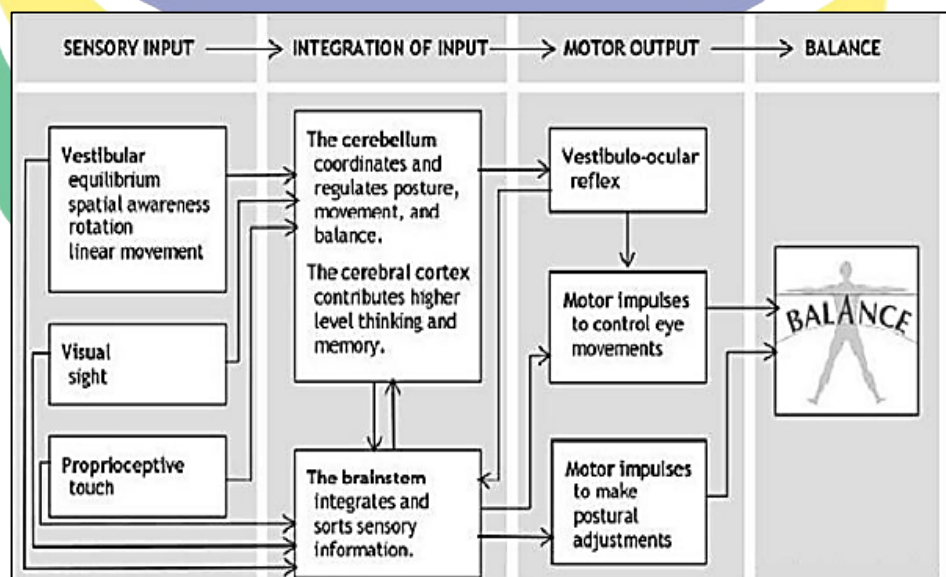 SENSORY INPUT
INTEGRATION OF INPUT
MOTOR OUTPUT
BALANCE
Vestibular
equilibrium
spatial awareness
rotation
linear movement
Visual
sight
Proprioceptive
touch
The cerebellum
coordinates and
regulates posture,
movement, and
balance.
The cerebral cortex
contributes higher
level thinking and
memory.
The brainstem
integrates and
sorts sensory
information.
Vestibulo-ocular
reflex
Motor impulses
to control eye
movements
Motor impulses
to make
postural
adjustments
BALANCE